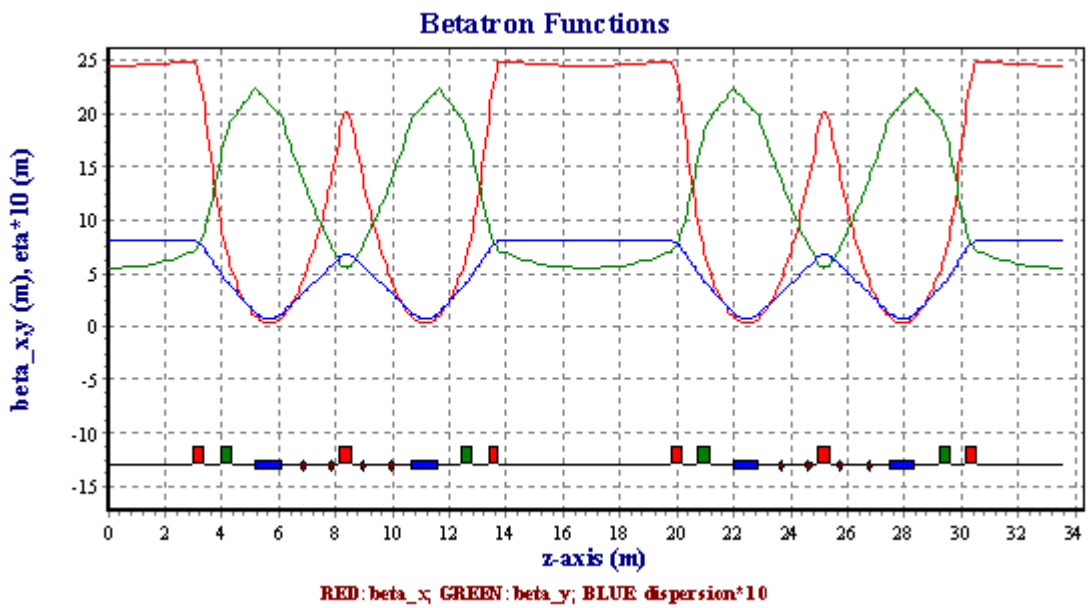 Betatron Functions
beta_x,y (m), eta*10 (m)
25
20
15
10
5
0
-5
-10
-15
0 2 4 6 8 10 12 14 16 18 20 22 24 26 28 30 32 34
z-axis (m)
RED: beta_x; GREEN: beta_y; BLUE dispersion*10